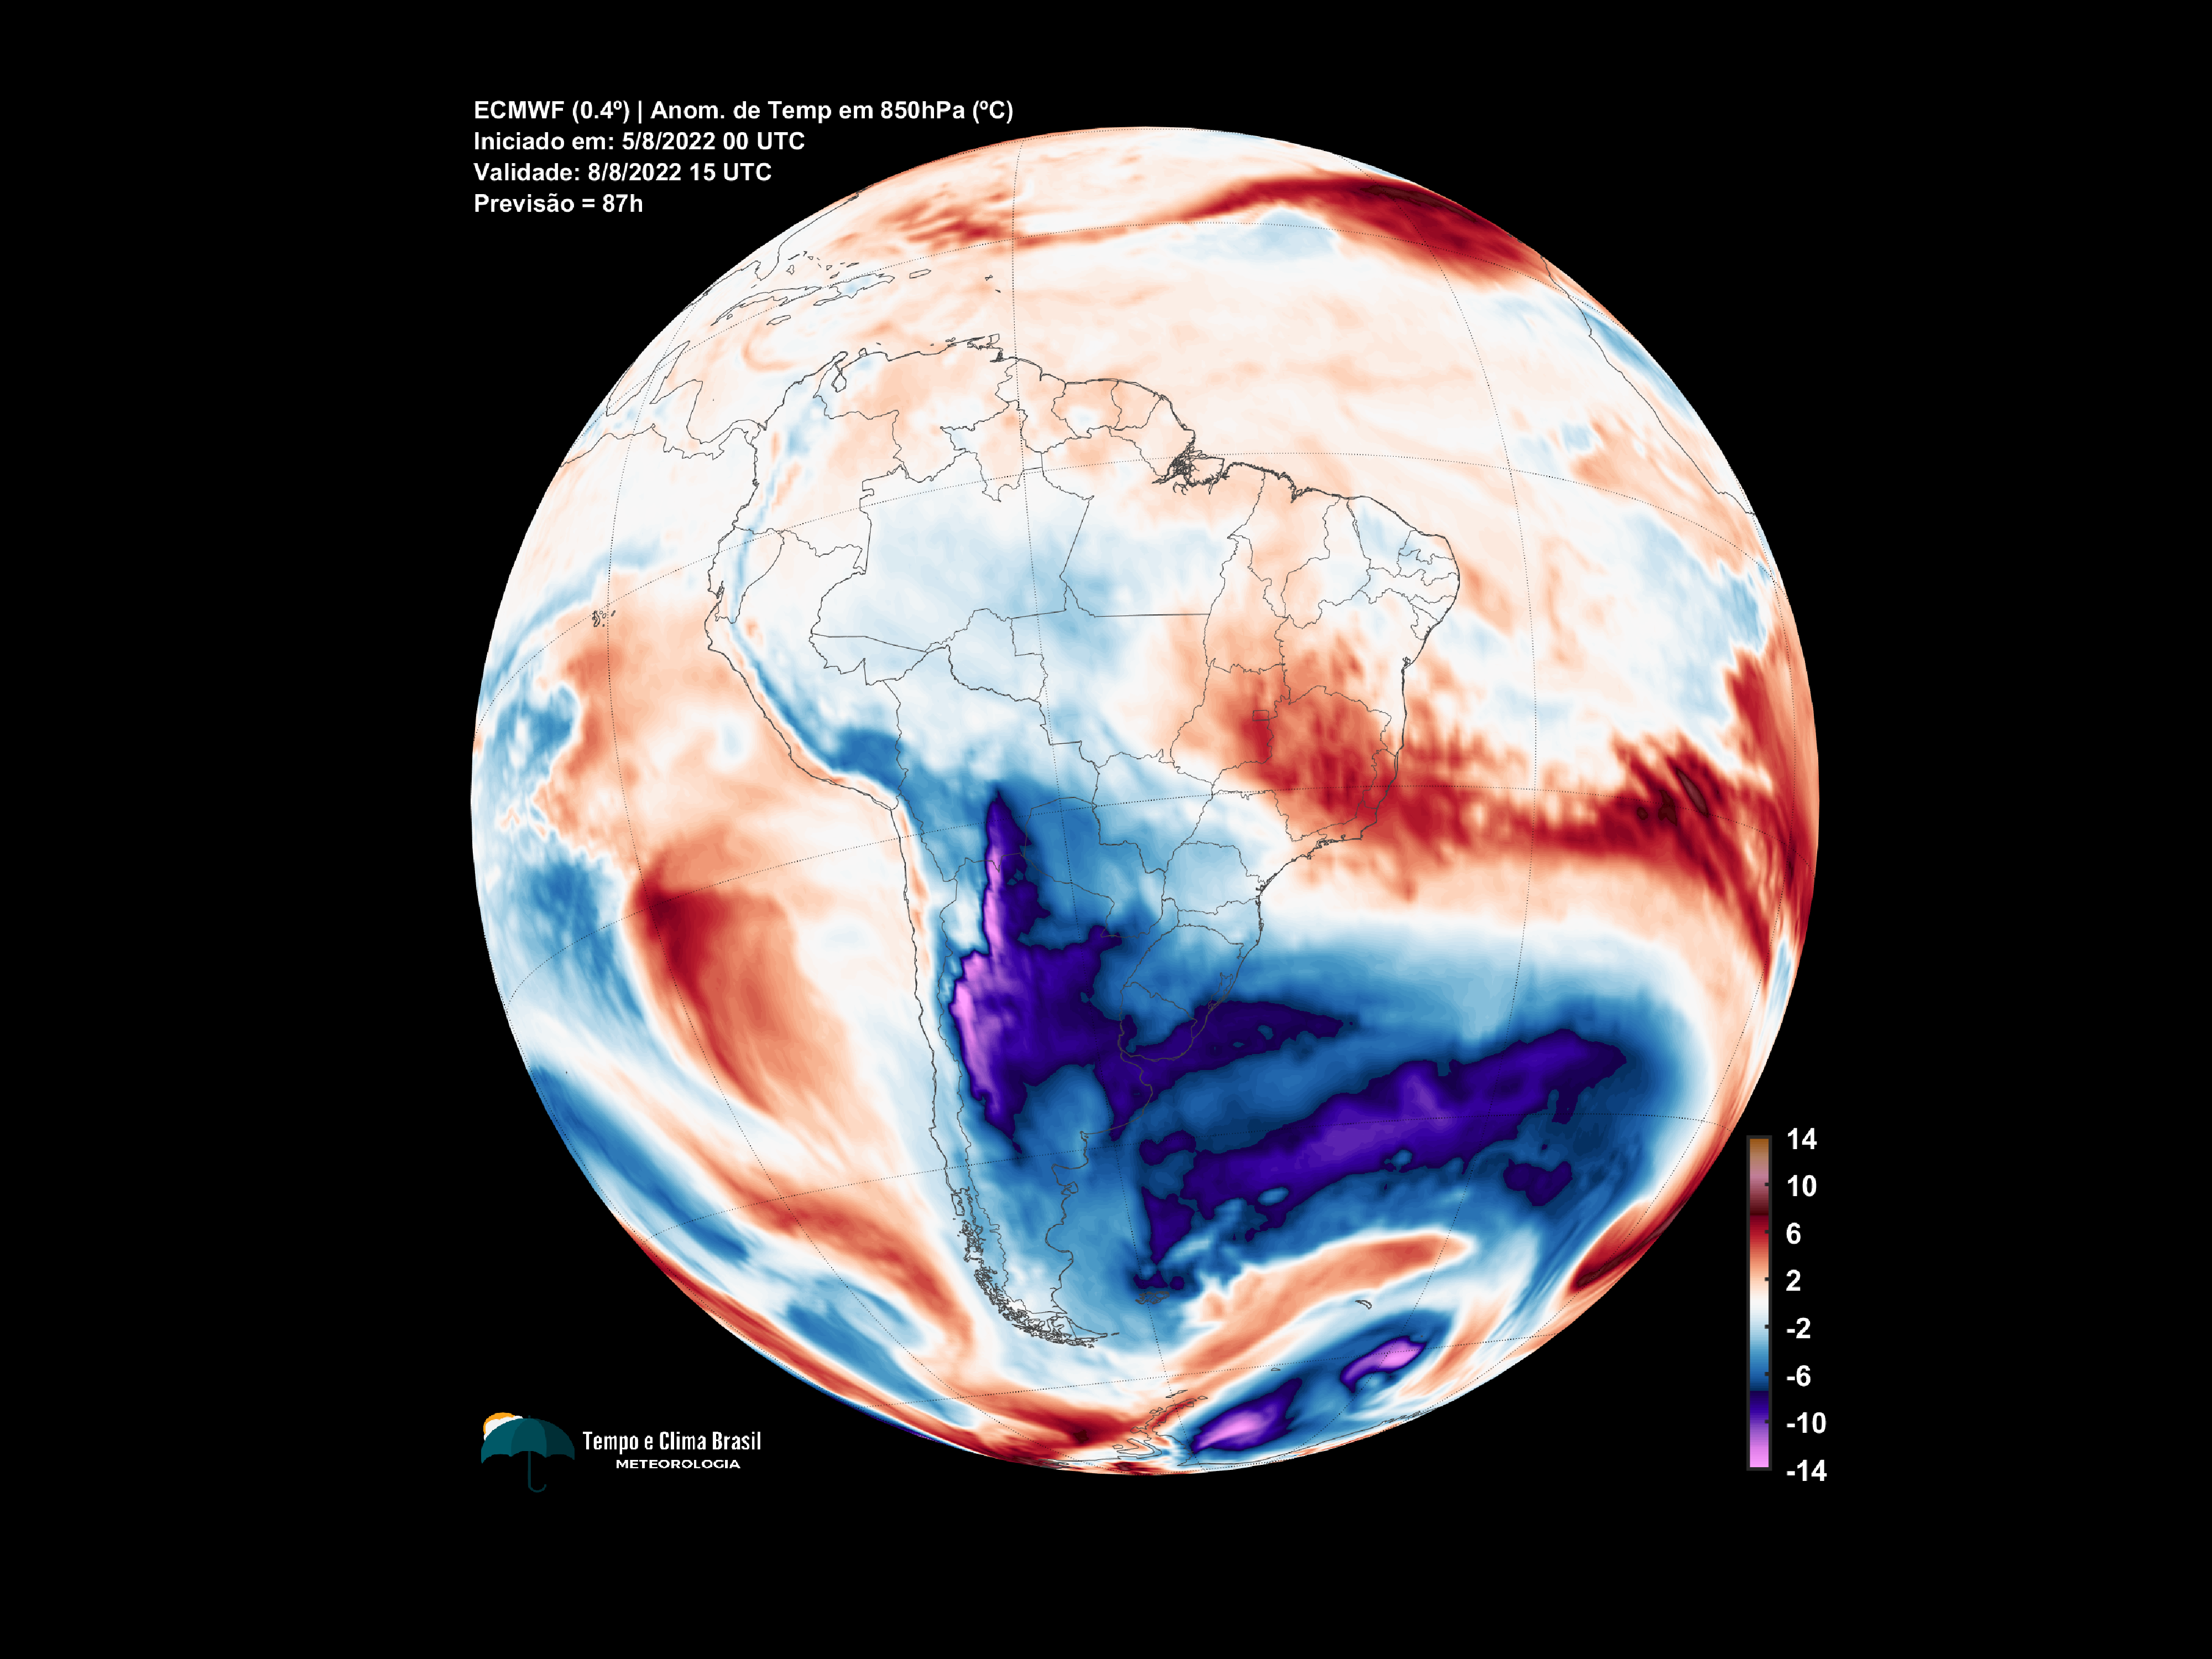 ECMWF (0.4º) | Anom. de Temp em 850hPa (ºC)
Iniciado em: 5/8/2022 00 UTC
Validade: 8/8/2022 15 UTC
Previsão = 87h
14
10
6
2
-2
-6
-10
-14
Tempo e Clima Brasil
METEOROLOGIA